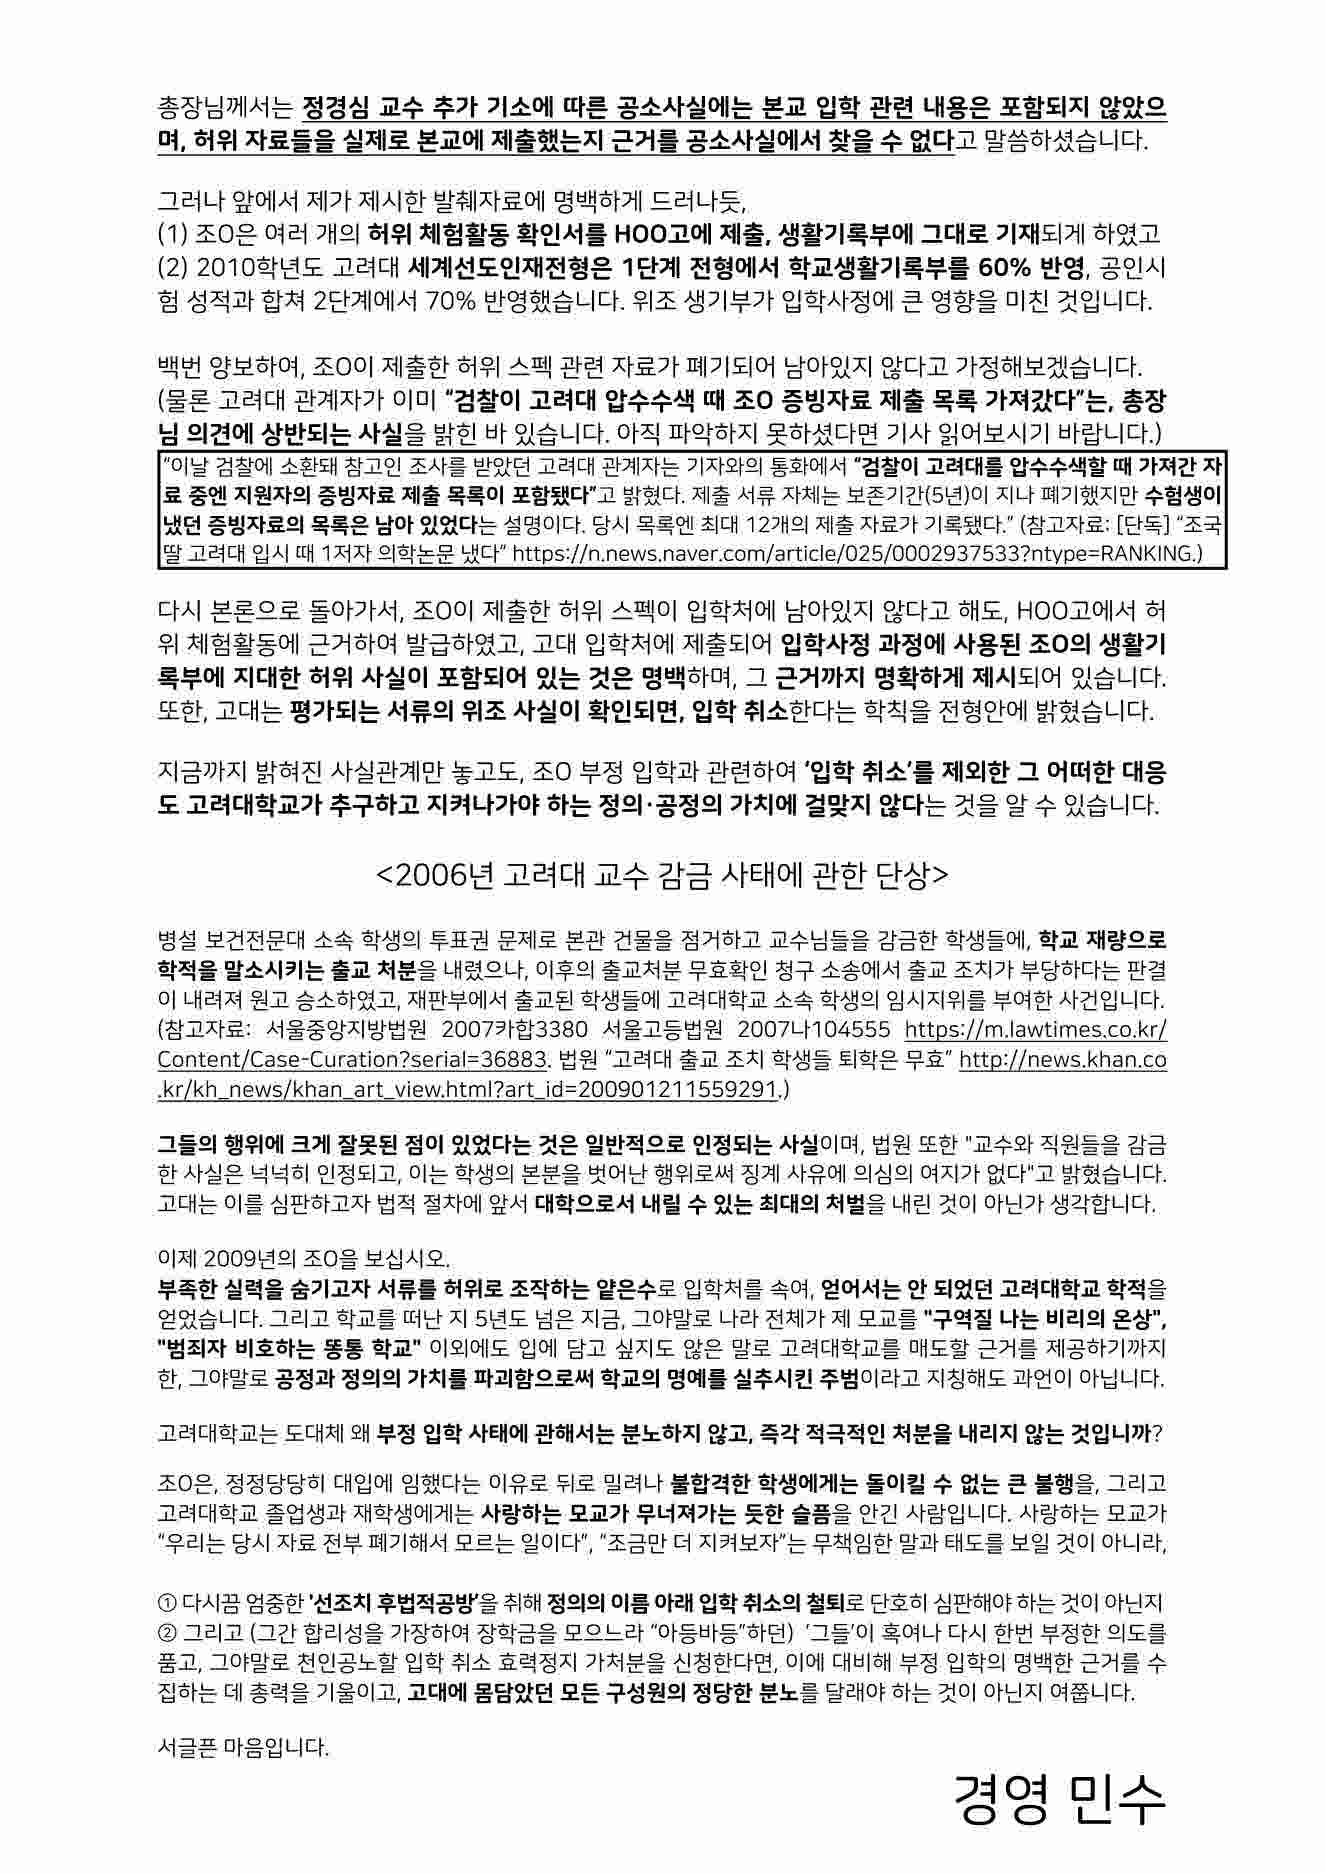 총장님께서는 정경심 교수 추가 기소에 따른 공소사실에는 본교 입학 관련 내용은 포함되지 않았으
며, 허위 자료들을 실제로 본교에 제출했는지 근거를 공소사실에서 찾을 수 없다고 말씀하셨습니다.
그러나 앞에서 제가 제시한 발췌자료에 명백하게 드러나듯,
(1) 조O은 여러 개의 허위 체험활동 확인서를 HOO고에 제출, 생활기록부에 그대로 기재되게 하였고
(2) 2010학년도 고려대 세계선도인재전형은 1단계 전형에서 학교생활기록부를 60% 반영, 공인시
험 성적과 합쳐 2단계에서 70% 반영했습니다. 위조 생기부가 입학사정에 큰 영향을 미친 것입니다.
백번 양보하여, 조O이 제출한 허위 스펙 관련 자료가 폐기되어 남아있지 않다고 가정해보겠습니다.
(물론 고려대 관계자가 이미 “검찰이 고려대 압수수색 때 조O 증빙자료 제출 목록 가져갔다”는, 총장
님 의견에 상반되는 사실을 밝힌 바 있습니다. 아직 파악하지 못하셨다면 기사 읽어보시기 바랍니다.)
“이날 검찰에 소환돼 참고인 조사를 받았던 고려대 관계자는 기자와의 통화에서 “검찰이 고려대를 압수수색할 때 가져간 자
료 중엔 지원자의 증빙자료 제출 목록이 포함됐다”고 밝혔다. 제출 서류 자체는 보존기간(5년)이 지나 폐기했지만 수험생이
냈던 증빙자료의 목록은 남아 있었다는 설명이다. 당시 목록엔 최대 12개의 제출 자료가 기록됐다.” (참고자료: [단독] “조국
딸 고려대 입시 때 1저자 의학논문 냈다” https://n.news.naver.com/article/025/0002937533?ntype=RANKING.)
다시 본론으로 돌아가서, 조O이 제출한 허위 스펙이 입학처에 남아있지 않다고 해도, HOO고에서 허
위 체험활동에 근거하여 발급하였고, 고대 입학처에 제출되어 입학사정 과정에 사용된 조O의 생활기
록부에 지대한 허위 사실이 포함되어 있는 것은 명백하며, 그 근거까지 명확하게 제시되어 있습니다.
또한, 고대는 평가되는 서류의 위조 사실이 확인되면, 입학 취소한다는 학칙을 전형안에 밝혔습니다.
지금까지 밝혀진 사실관계만 놓고도, 조O 부정 입학과 관련하여 ‘입학 취소’를 제외한 그 어떠한 대응
도 고려대학교가 추구하고 지켜나가야 하는 정의·공정의 가치에 걸맞지 않다는 것을 알 수 있습니다.
<2006년 고려대 교수 감금 사태에 관한 단상>
병설 보건전문대 소속 학생의 투표권 문제로 본관 건물을 점거하고 교수님들을 감금한 학생들에, 학교 재량으로
학적을 말소시키는 출교 처분을 내렸으나, 이후의 출교처분 무효확인 청구 소송에서 출교 조치가 부당하다는 판결
이 내려져 원고 승소하였고, 재판부에서 출교된 학생들에 고려대학교 소속 학생의 임시지위를 부여한 사건입니다.
(참고자료: 서울중앙지방법원 2007카합3380 서울고등법원 2007나104555 https://m.lawtimes.co.kr/
Content/Case-Curation?serial=36883. 법원 “고려대 출교 조치 학생들 퇴학은 무효” http://news.khan.co
.kr/kh_news/khan_art_view.html?art_id=200901211559291.)
그들의 행위에 크게 잘못된 점이 있었다는 것은 일반적으로 인정되는 사실이며, 법원 또한 "교수와 직원들을 감금
한 사실은 넉넉히 인정되고, 이는 학생의 본분을 벗어난 행위로써 징계 사유에 의심의 여지가 없다"고 밝혔습니다.
고대는 이를 심판하고자 법적 절차에 앞서 대학으로서 내릴 수 있는 최대의 처벌을 내린 것이 아닌가 생각합니다.
이제 2009년의 조O을 보십시오.
부족한 실력을 숨기고자 서류를 허위로 조작하는 얕은수로 입학처를 속여, 얻어서는 안 되었던 고려대학교 학적을
얻었습니다. 그리고 학교를 떠난 지 5년도 넘은 지금, 그야말로 나라 전체가 제 모교를 "구역질 나는 비리의 온상",
"범죄자 비호하는 똥통 학교" 이외에도 입에 담고 싶지도 않은 말로 고려대학교를 매도할 근거를 제공하기까지
한, 그야말로 공정과 정의의 가치를 파괴함으로써 학교의 명예를 실추시킨 주범이라고 지칭해도 과언이 아닙니다.
고려대학교는 도대체 왜 부정 입학 사태에 관해서는 분노하지 않고, 즉각 적극적인 처분을 내리지 않는 것입니까?
조O은, 정정당당히 대입에 임했다는 이유로 뒤로 밀려나 불합격한 학생에게는 돌이킬 수 없는 큰 불행을, 그리고
고려대학교 졸업생과 재학생에게는 사랑하는 모교가 무너져가는 듯한 슬픔을 안긴 사람입니다. 사랑하는 모교가
“우리는 당시 자료 전부 폐기해서 모르는 일이다”, “조금만 더 지켜보자”는 무책임한 말과 태도를 보일 것이 아니라,
① 다시끔 엄중한 '선조치 후법적공방'을 취해 정의의 이름 아래 입학 취소의 철퇴로 단호히 심판해야 하는 것이 아닌지
② 그리고 (그간 합리성을 가장하여 장학금을 모으느라 “아등바등”하던) ‘그들’이 혹여나 다시 한번 부정한 의도를
품고, 그야말로 천인공노할 입학 취소 효력정지 가처분을 신청한다면, 이에 대비해 부정 입학의 명백한 근거를 수
집하는 데 총력을 기울이고, 고대에 몸담았던 모든 구성원의 정당한 분노를 달래야 하는 것이 아닌지 여쭙니다.
서글픈 마음입니다.
경영 민수